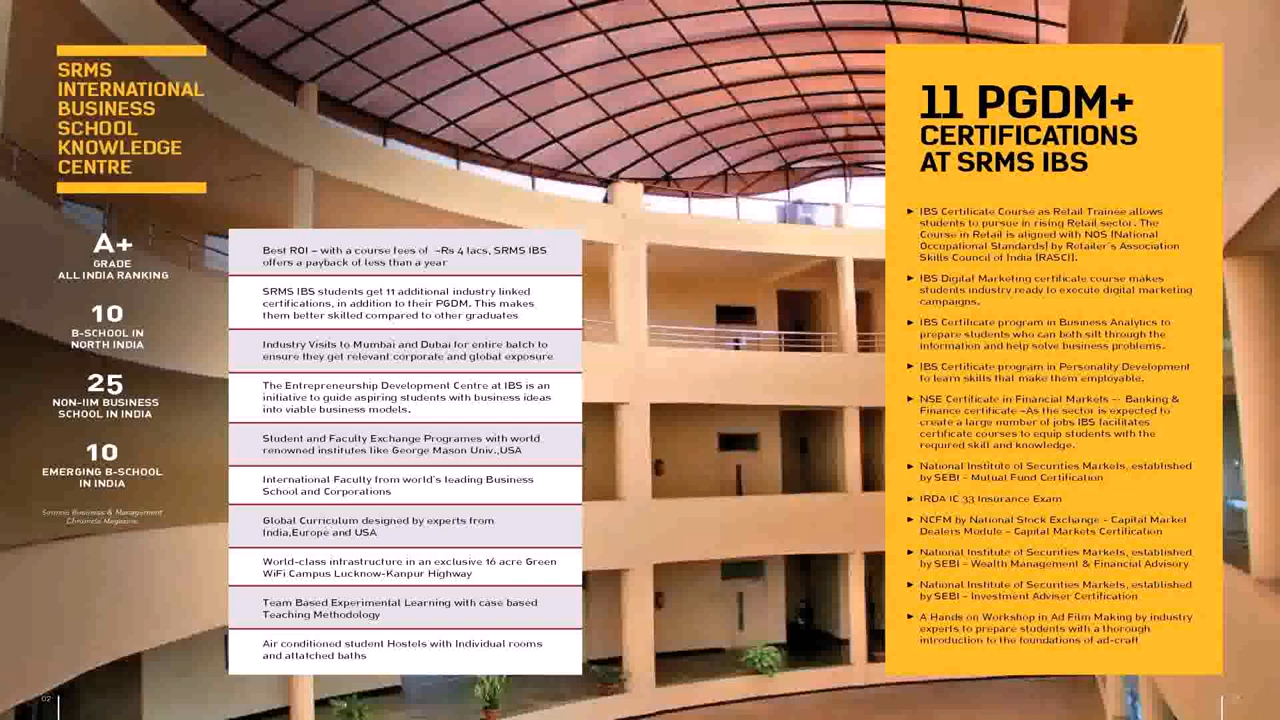 SRMS
INTERNATIONAL
BUSINESS
SCHOOL
KNOWLEDGE
CENTRE
A+
GRADE
ALL INDIA RANKING
10
B-SCHOOL IN
NORTH INDIA
25
NON-IIM BUSINESS
SCHOOL IN INDIA
10
EMERGING B-SCHOOL
IN INDIA
Business & Management
Chronicle Magazine
02
Best ROI – with a course fees of ~Rs 4 lacs, SRMS IBS
offers a payback of less than a year
SRMS IBS students get 11 additional industry linked
certifications, in addition to their PGDM. This makes
them better skilled compared to other graduates
Industry Visits to Mumbai and Dubai for entire batch to
ensure they get relevant corporate and global exposure
The Entrepreneurship Development Centre at IBS is an
initiative to guide aspiring students with business ideas
into viable business models.
Student and Faculty Exchange Programes with world
renowned institutes like George Mason Univ.,USA
International Faculty from world's leading Business
School and Corporations
Global Curriculum designed by experts from
India,Europe and USA
World-class infrastructure in an exclusive 16 acre Green
WiFi Campus Lucknow-Kanpur Highway
Team Based Experimental Learning with case based
Teaching Methodology
Air conditioned student Hostels with Individual rooms
and attatched baths
11 PGDM+
CERTIFICATIONS
AT SRMS IBS
► IBS Certificate Course as Retail Trainee allows
students to pursue in rising Retail sector. The
Course in Retail is aligned with NOS (National
Occupational Standards) by Retailer's Association
Skills Council of India (RASCI).
► IBS Digital Marketing certificate course makes
students industry ready to execute digital marketing
campaigns.
► IBS Certificate program in Business Analytics to
prepare students who can both silt through the
information and help solve business problems.
► IBS Certificate program in Personality Development
to learn skills that make them employable.
► NSE Certificate in Financial Markets -- Banking &
Finance certificate –As the sector is expected to
create a large number of jobs IBS facilitates
certificate courses to equip students with the
required skill and knowledge.
► National Institute of Securities Markets, established
by SEBI - Mutual Fund Certification
► IRDA IC 33 Insurance Exam
► NCFM by National Stock Exchange - Capital Market
Dealers Module – Capital Markets Certification
► National Institute of Securities Markets, established
by SEBI – Wealth Management & Financial Advisory
► National Institute of Securities Markets, established
by SEBI – Investment Adviser Certification
► A Hands on Workshop in Ad Film Making by industry
experts to prepare students with a thorough
introduction to the foundations of ad-craft